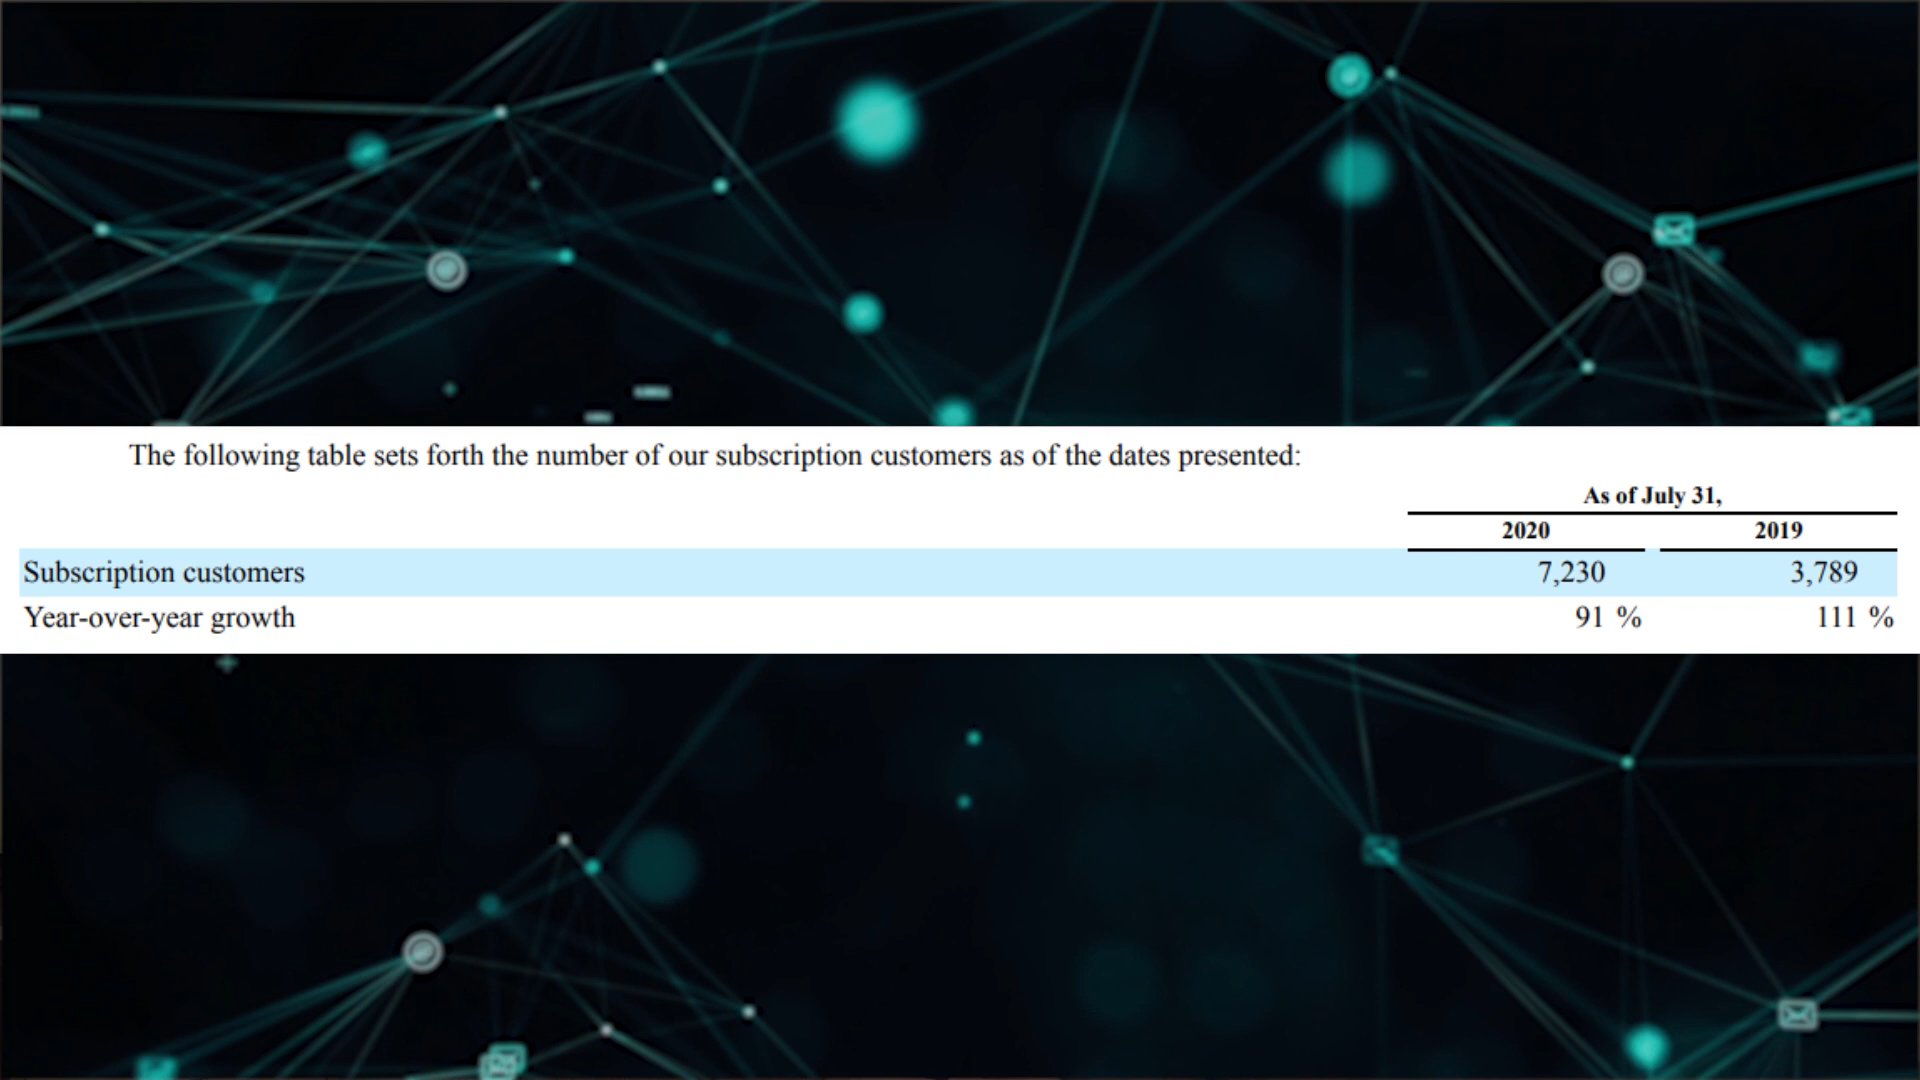 The following table sets forth the number of our subscription customers as of the dates presented:
As of July 31,
2020 2019
Subscription customers 7,230 3,789
Year-over-year growth 91 % 111 %